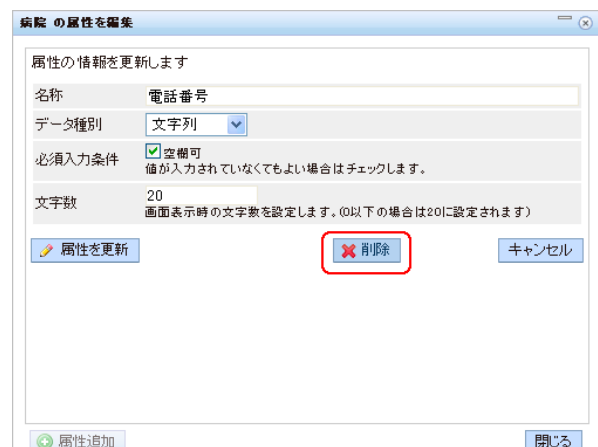 病院 の属性を編集
属性の情報を更新します
名称 電話番号
データ種別 文字列
必須入力条件 空欄可
値が入力されていなくてもよい場合はチェックします。
文字数 20
画面表示時の文字数を設定します。(0以下の場合は20に設定されます)
属性を更新 削除 キャンセル
属性追加 閉じる